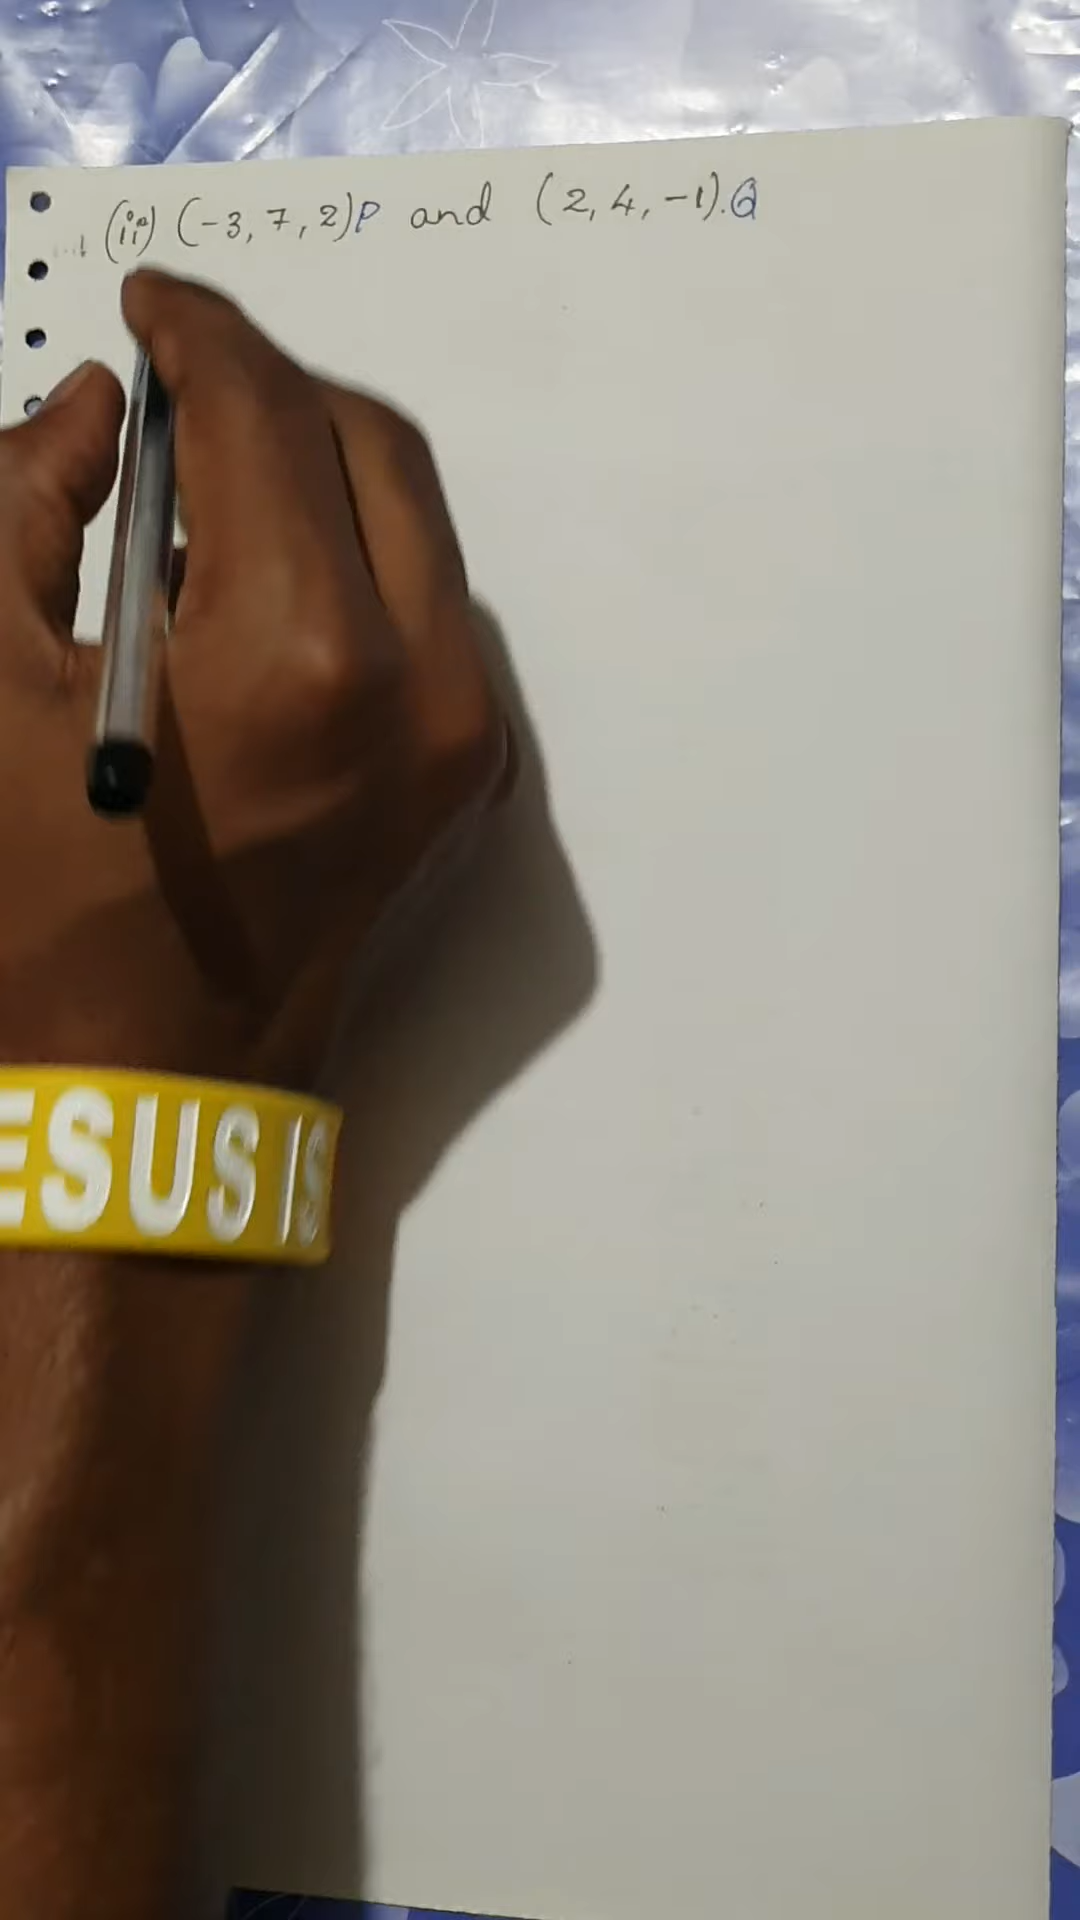 (ii) (-3, 7, 2)P and (2, 4, -1).Q
ESUS IS